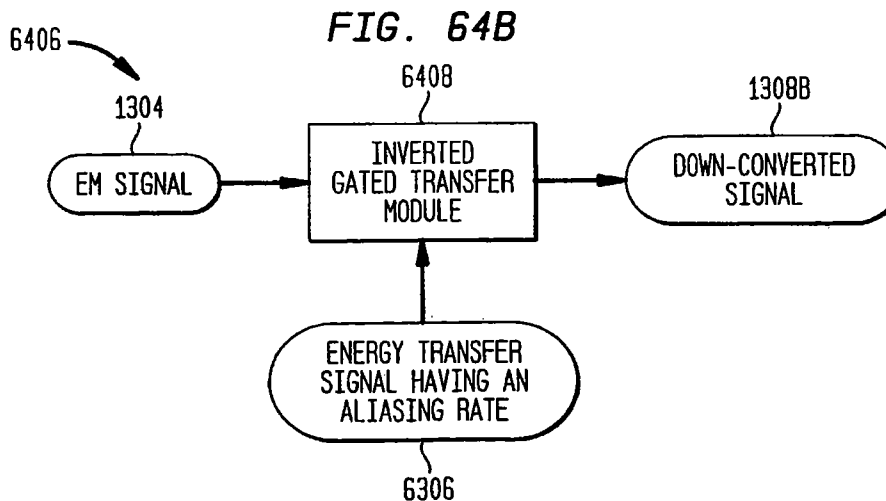 FIG. 64B
6406
1304
EM SIGNAL
6408
INVERTED
GATED TRANSFER
MODULE
1308B
DOWN-CONVERTED
SIGNAL
ENERGY TRANSFER
SIGNAL HAVING AN
ALIASING RATE
6306